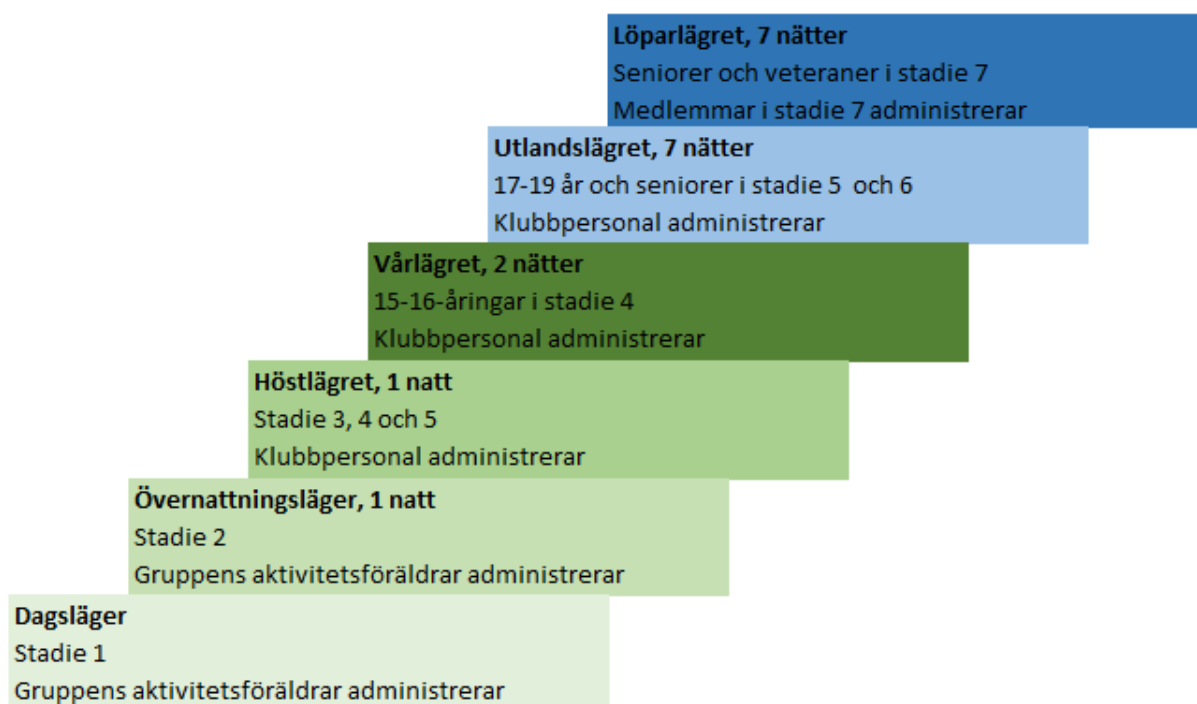 Löparlägret, 7 nätter
Seniorer och veteraner i stadie 7
Medlemmar i stadie 7 administrerar
Utlandslägret, 7 nätter
17-19 år och seniorer i stadie 5  och 6
Klubbpersonal administrerar
Vårlägret, 2 nätter
15-16-åringar i stadie 4
Klubbpersonal administrerar
Höstlägret, 1 natt
Stadie 3, 4 och 5
Klubbpersonal administrerar
Övernattningsläger, 1 natt
Stadie 2
Gruppens aktivitetsföräldrar administrerar
Dagsläger
Stadie 1
Gruppens aktivitetsföräldrar administrerar